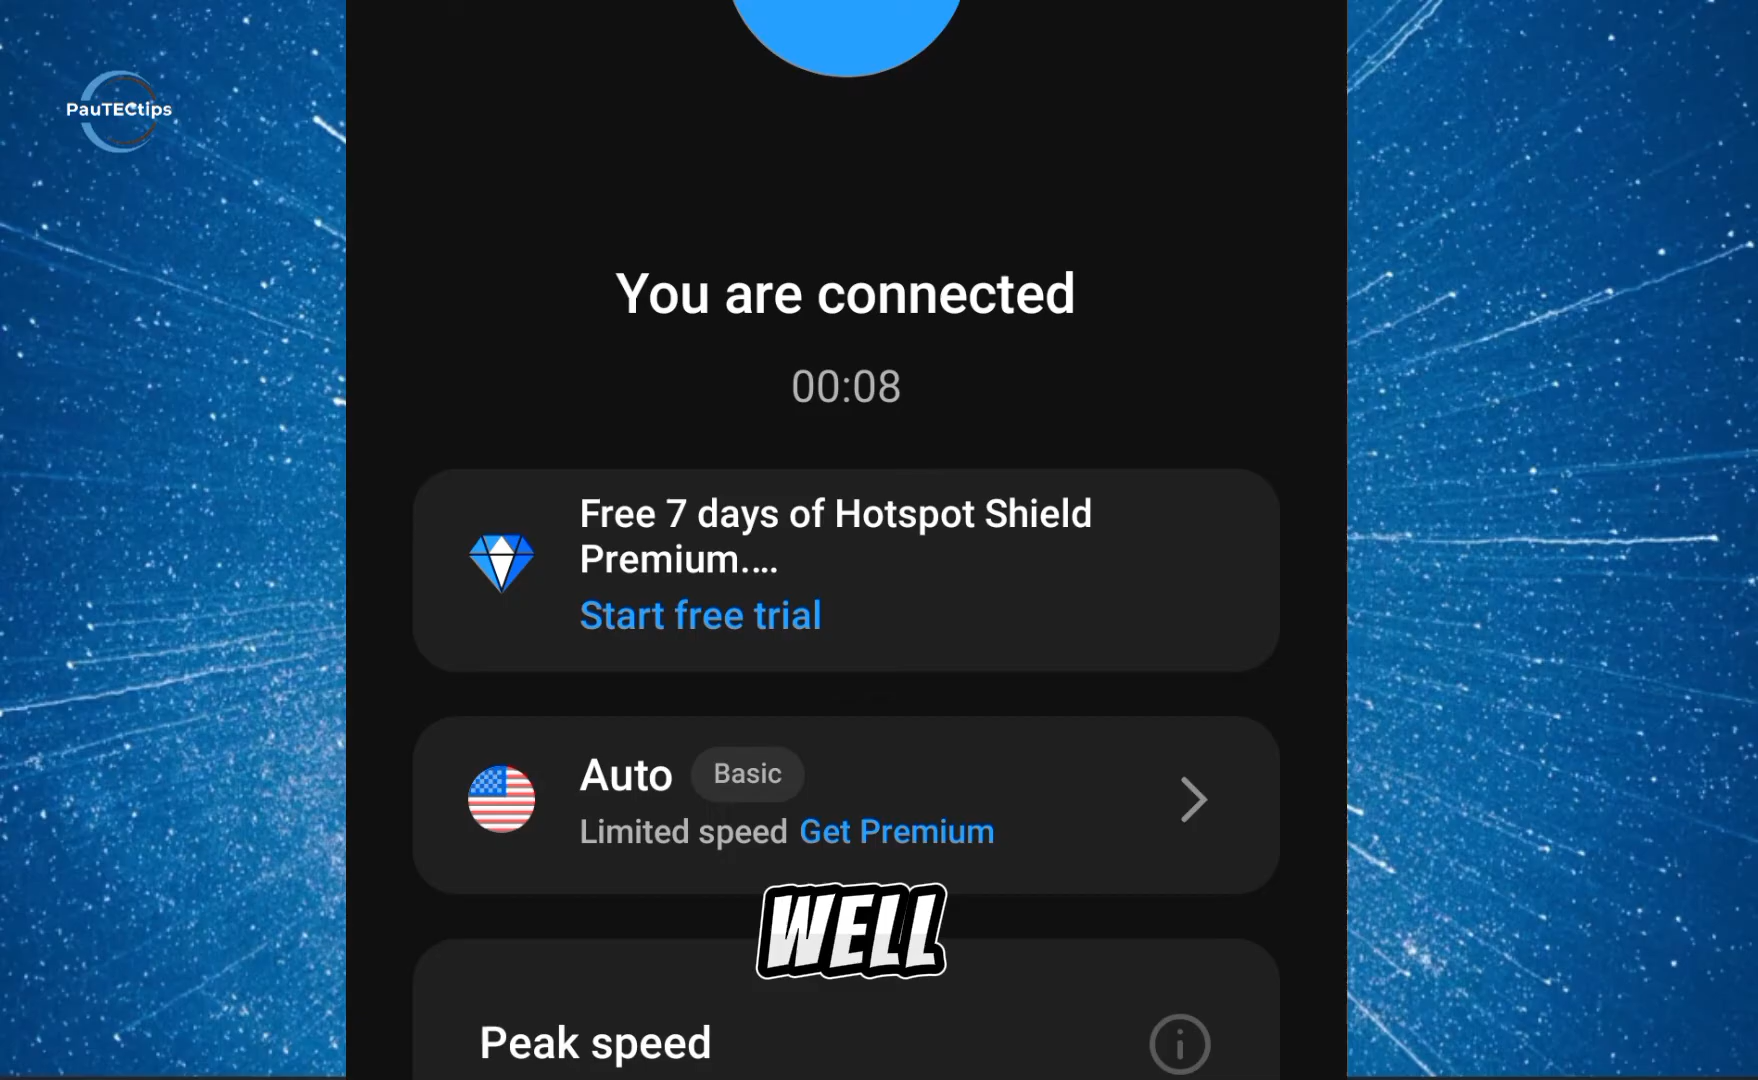 PauTECtips
You are connected
00:08
Free 7 days of Hotspot Shield
Premium....
Start free trial
Auto Basic
Limited speed Get Premium
WELL
Peak speed